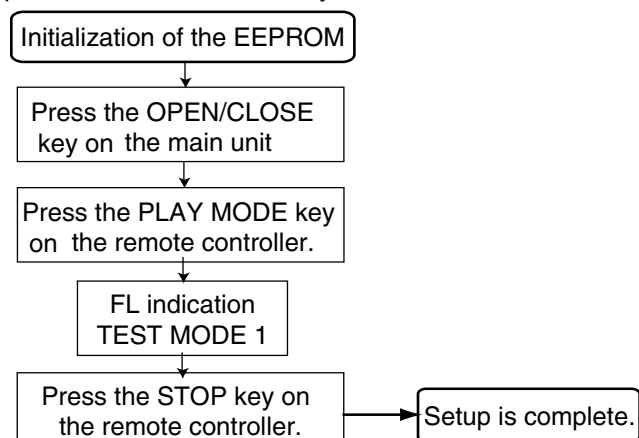 Initialization of the EEPROM
Press the OPEN/CLOSE
key on the main unit
Press the PLAY MODE key
on the remote controller.
FL indication
TEST MODE 1
Press the STOP key on
the remote controller.
Setup is complete.